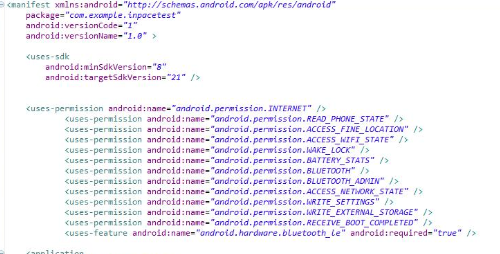 <manifest xmlns:android="http://schemas.android.com/apk/res/android"
package="com.example.inpacetest"
android:versionCode="1"
android:versionName="1.0" >
<uses-sdk
android:minSdkVersion="8"
android:targetSdkVersion="21" />
<uses-permission android:name="android.permission.INTERNET" />
<uses-permission android:name="android.permission.READ_PHONE_STATE" />
<uses-permission android:name="android.permission.ACCESS_FINE_LOCATION" />
<uses-permission android:name="android.permission.ACCESS_WIFI_STATE" />
<uses-permission android:name="android.permission.WAKE_LOCK" />
<uses-permission android:name="android.permission.BATTERY_STATS" />
<uses-permission android:name="android.permission.BLUETOOTH" />
<uses-permission android:name="android.permission.BLUETOOTH_ADMIN" />
<uses-permission android:name="android.permission.ACCESS_NETWORK_STATE" />
<uses-permission android:name="android.permission.WRITE_SETTINGS" />
<uses-permission android:name="android.permission.WRITE_EXTERNAL_STORAGE" />
<uses-permission android:name="android.permission.RECEIVE_BOOT_COMPLETED" />
<uses-feature android:name="android.hardware.bluetooth_le" android:required="true" />
<application